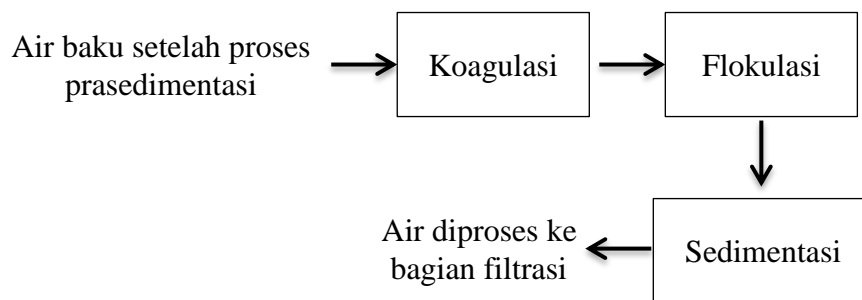 Air baku setelah proses
prasedimentasi
Koagulasi
Flokulasi
Sedimentasi
Air diproses ke
bagian filtrasi